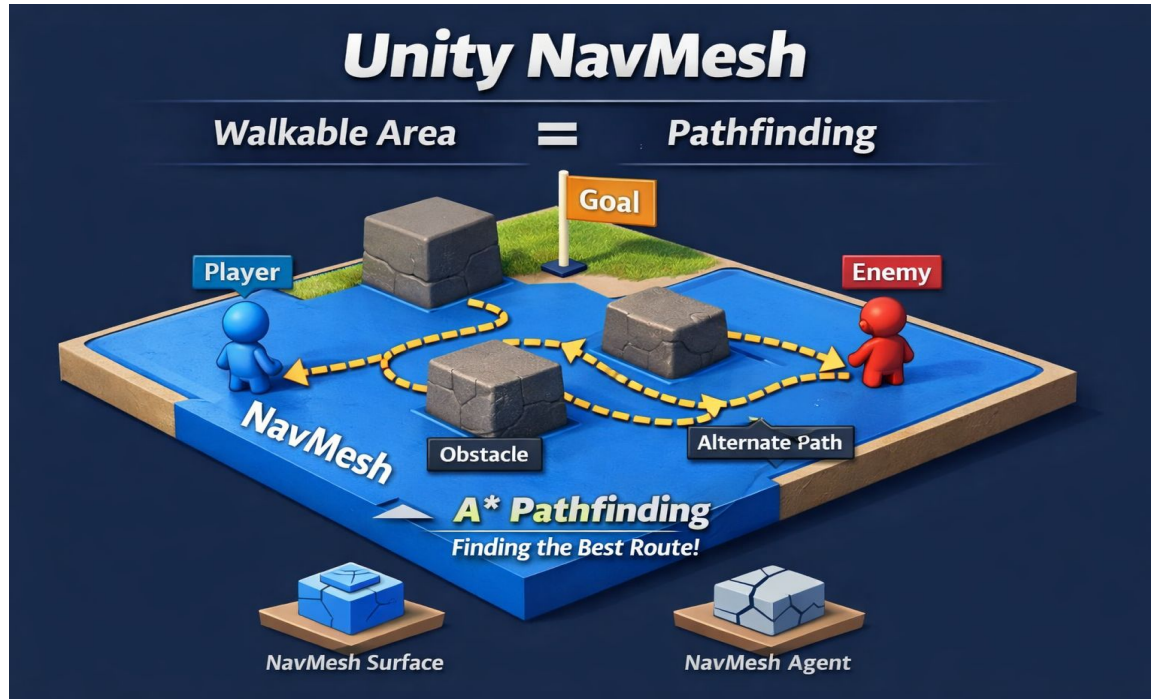 Unity NavMesh
Walkable Area = Pathfinding
Goal
Player
Enemy
NavMesh
Obstacle
Alternate Path
A* Pathfinding
Finding the Best Route!
NavMesh Surface
NavMesh Agent